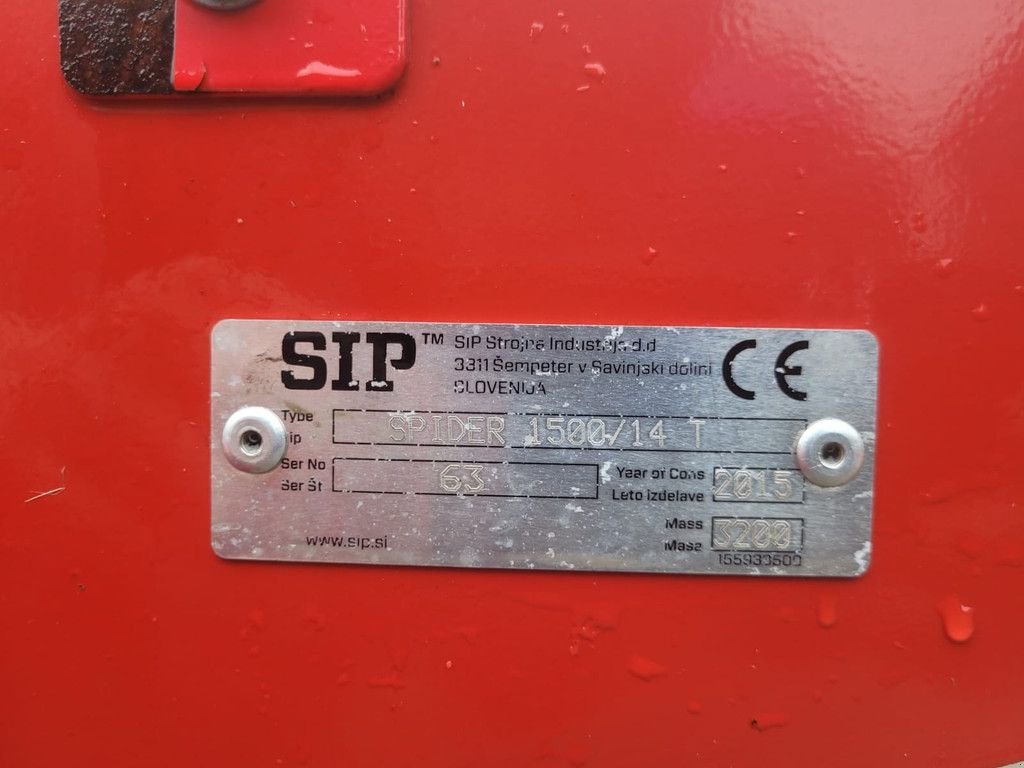 SIP™
SIP Strojna Industrija d.d
3311 Šempeter v Savinjski dolini
SLOVENIJA
CE
Type
Tip
SPIDER 1500/14 T
Ser No
Ser Št
63
Year of Cons
Leto Izdelave
2015
Mass
Masa
3200
www.sip.si
155930500